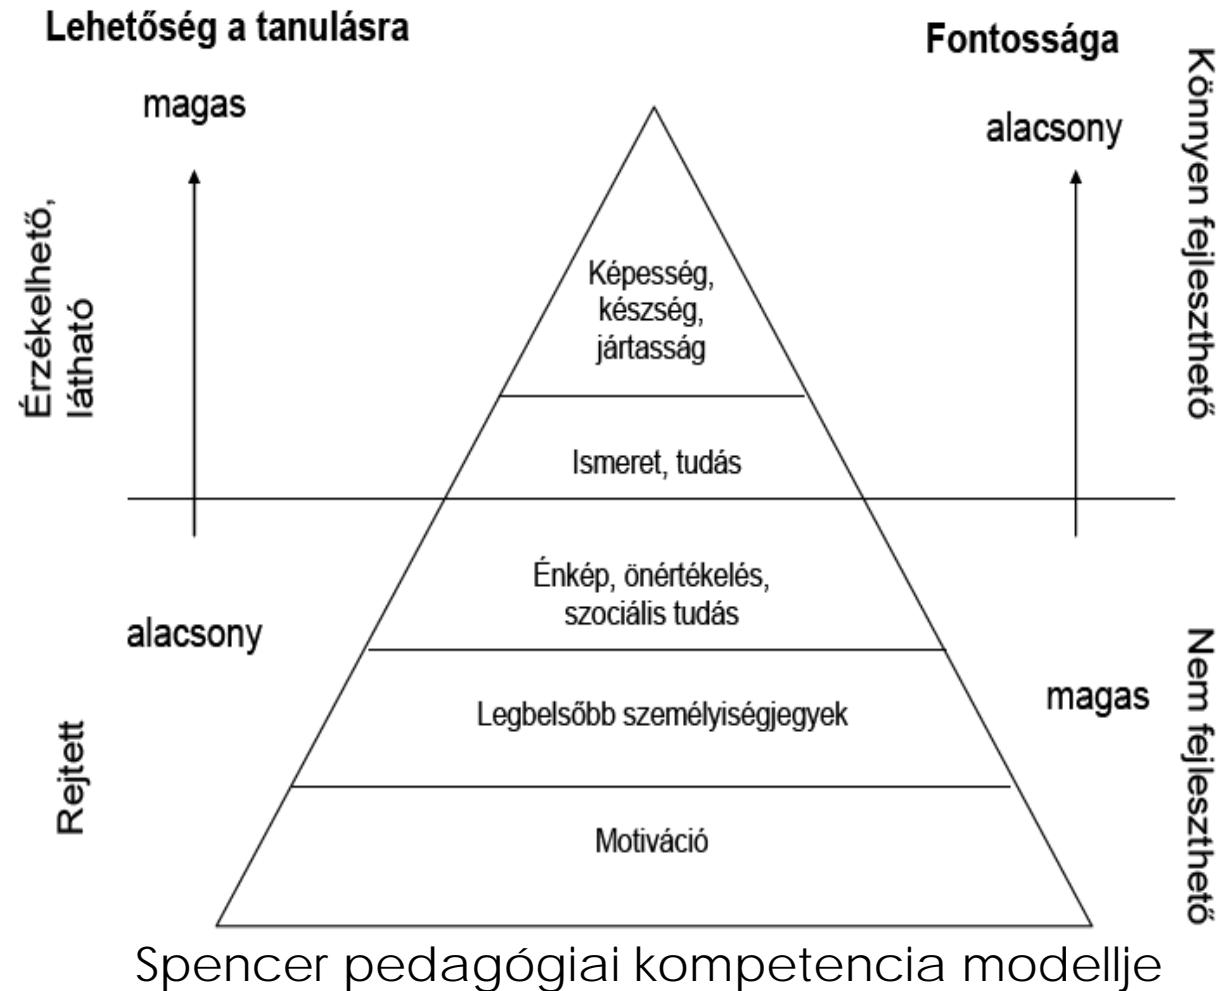 Lehetőség a tanulásra
Fontossága
magas
alacsony
Érzékelhető,
látható
Könnyen fejleszthető
Képesség,
készség,
jártasság
Ismeret, tudás
Énkép, önértékelés,
szociális tudás
alacsony
Legbelsőbb személyiségjegyek
magas
Rejtett
Nem fejleszthető
Motiváció
Spencer pedagógiai kompetencia modellje